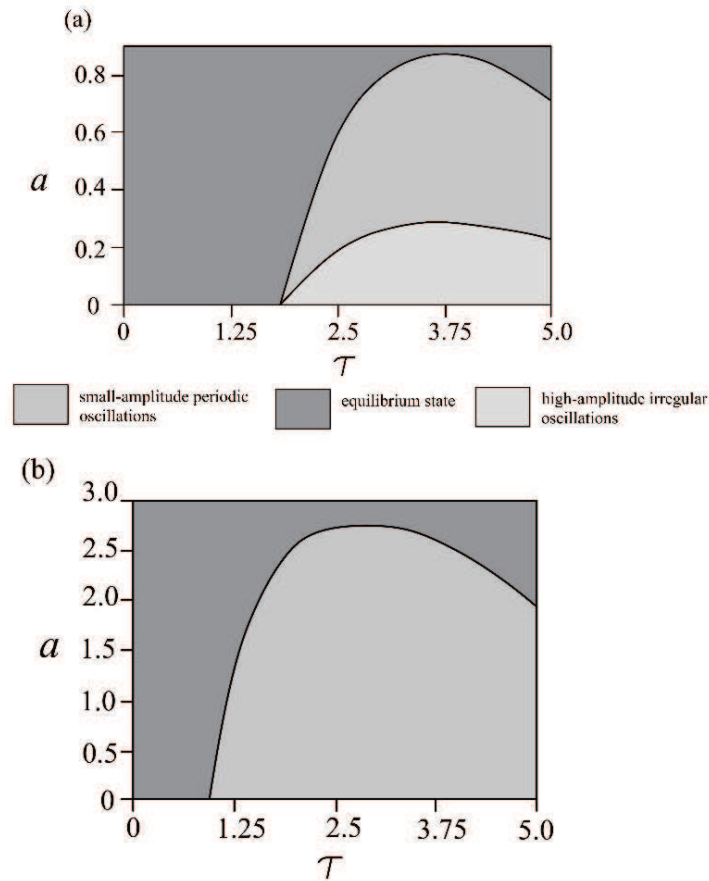 (a)
0.8
0.6
0.4
0.2
0
a
0
1.25
2.5
3.75
5.0
τ
small-amplitude periodic
oscillations
equilibrium state
high-amplitude irregular
oscillations
(b)
3.0
2.5
2.0
1.5
1.0
0.5
0
a
0
1.25
2.5
3.75
5.0
τ